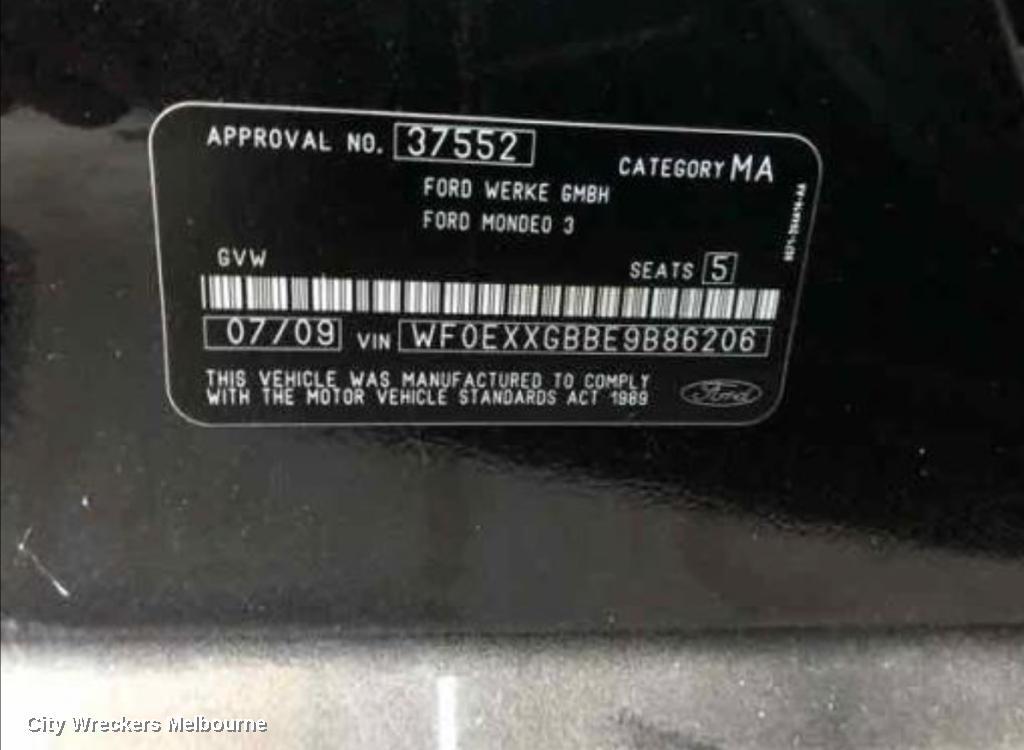 APPROVAL NO. 37552
CATEGORY MA
FORD WERKE GMBH
FORD MONDEO 3
GVW
SEATS 5
07/09 VIN WF0EXXGBBE9B86206
THIS VEHICLE WAS MANUFACTURED TO COMPLY
WITH THE MOTOR VEHICLE STANDARDS ACT 1989
Ford
City Wreckers Melbourne